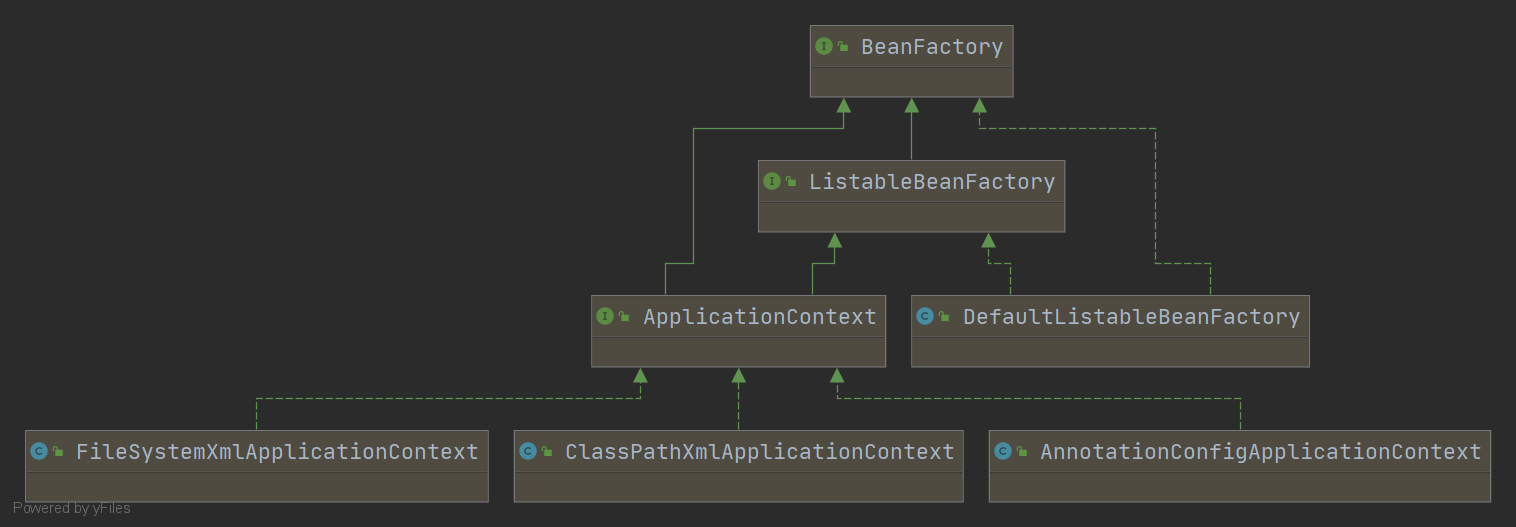 I BeanFactory
I ListableBeanFactory
I ApplicationContext
C DefaultListableBeanFactory
C FileSystemXmlApplicationContext
C ClassPathXmlApplicationContext
C AnnotationConfigApplicationContext
Powered by yFiles